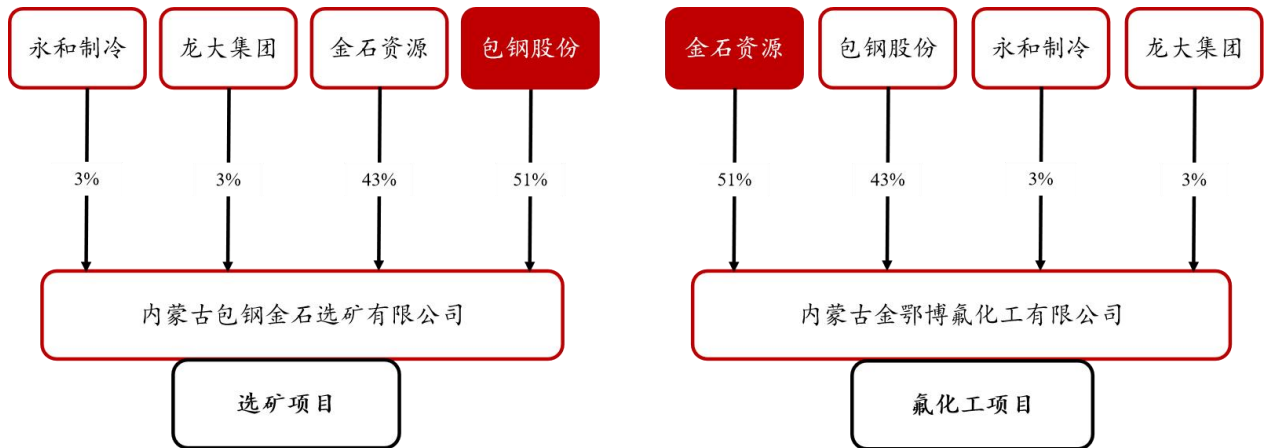 永和制冷 龙大集团 金石资源 包钢股份
3% 3% 43% 51%
内蒙古包钢金石选矿有限公司
选矿项目
金石资源 包钢股份 永和制冷 龙大集团
51% 43% 3% 3%
内蒙古金鄂博氟化工有限公司
氟化工项目